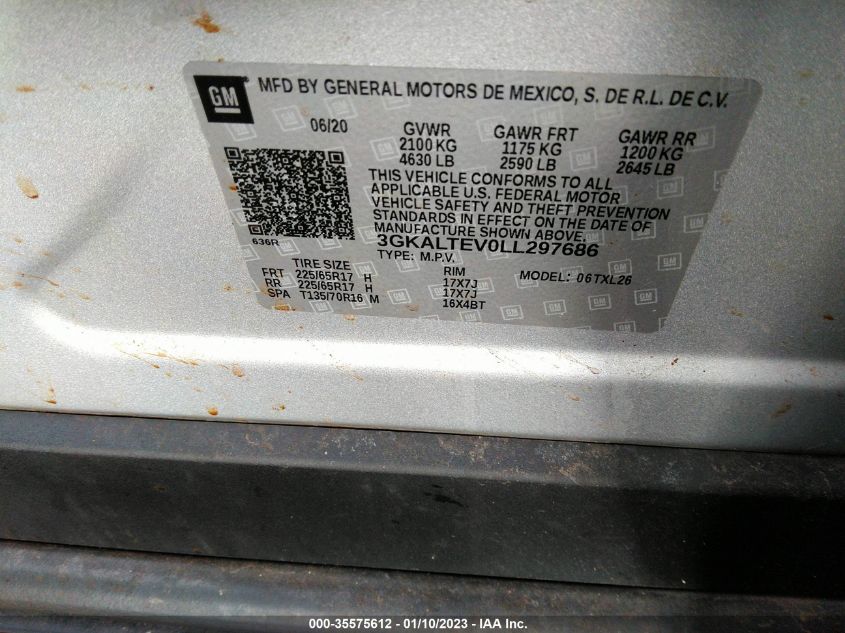 GM
MFD BY GENERAL MOTORS DE MEXICO, S. DE R.L. DE C.V.
06/20 GVWR GAWR FRT GAWR RR
2100 KG 1175 KG 1200 KG
4630 LB 2590 LB 2645 LB
THIS VEHICLE CONFORMS TO ALL
APPLICABLE U.S. FEDERAL MOTOR
VEHICLE SAFETY AND THEFT PREVENTION
STANDARDS IN EFFECT ON THE DATE OF
MANUFACTURE SHOWN ABOVE.
636R 3GKALTEV0LL297686
TYPE: M.P.V. MODEL: 06TXL26
TIRE SIZE RIM
FRT 225/65R17 H 17X7J
RR 225/65R17 H 17X7J
SPA T135/70R16 M 16X4BT
000-35575612 - 01/10/2023 - IAA Inc.